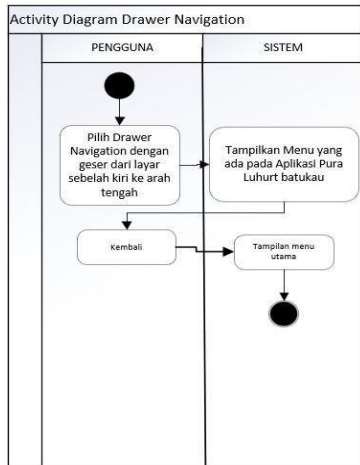 Activity Diagram Drawer Navigation
PENGGUNA
SISTEM
Pilih Drawer
Navigation dengan
geser dari layar
sebelah kiri ke arah
tengah
Tampilkan Menu yang
ada pada Aplikasi Pura
Luhurt batukau
Kembali
Tampilan menu
utama